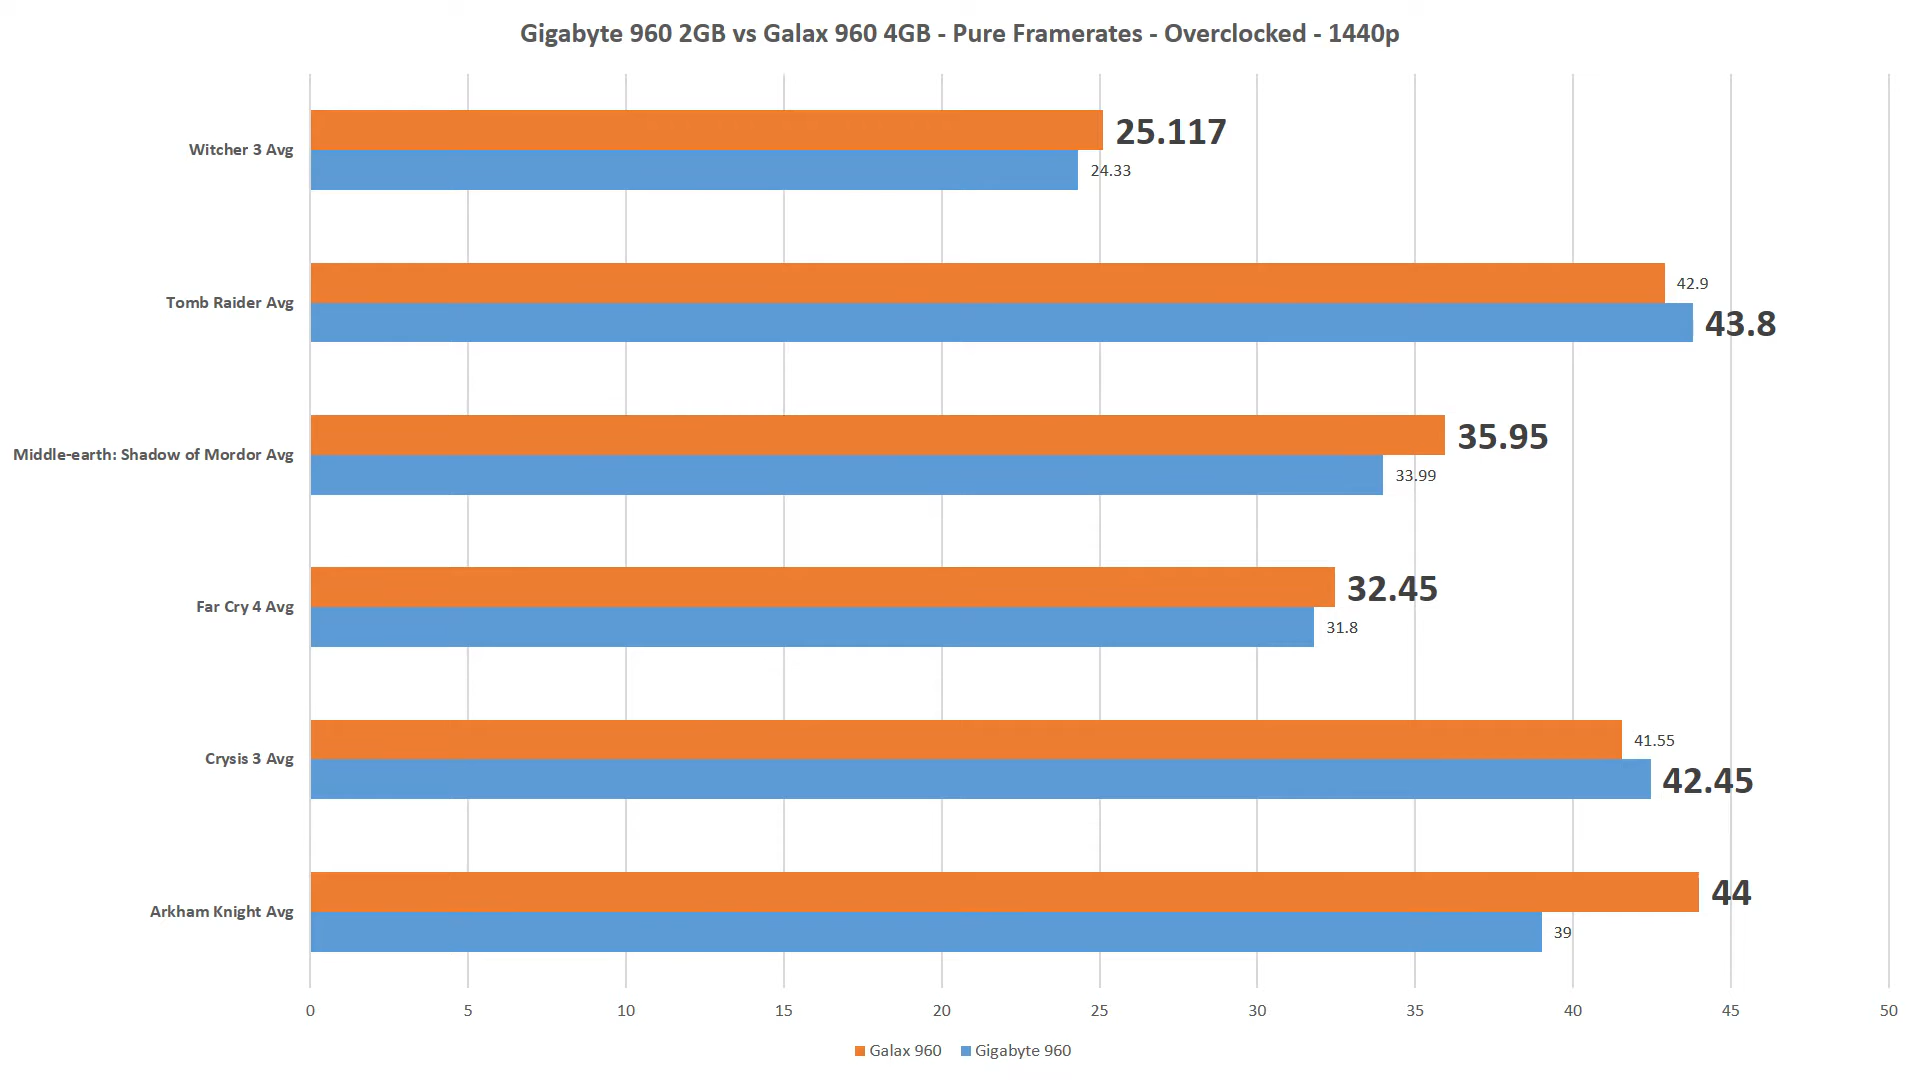 Gigabyte 960 2GB vs Galax 960 4GB - Pure Framerates - Overclocked - 1440p
Witcher 3 Avg
25.117
24.33
Tomb Raider Avg
42.9
43.8
Middle-earth: Shadow of Mordor Avg
35.95
33.99
Far Cry 4 Avg
32.45
31.8
Crysis 3 Avg
41.55
42.45
Arkham Knight Avg
44
39
0 5 10 15 20 25 30 35 40 45 50
Galax 960 Gigabyte 960